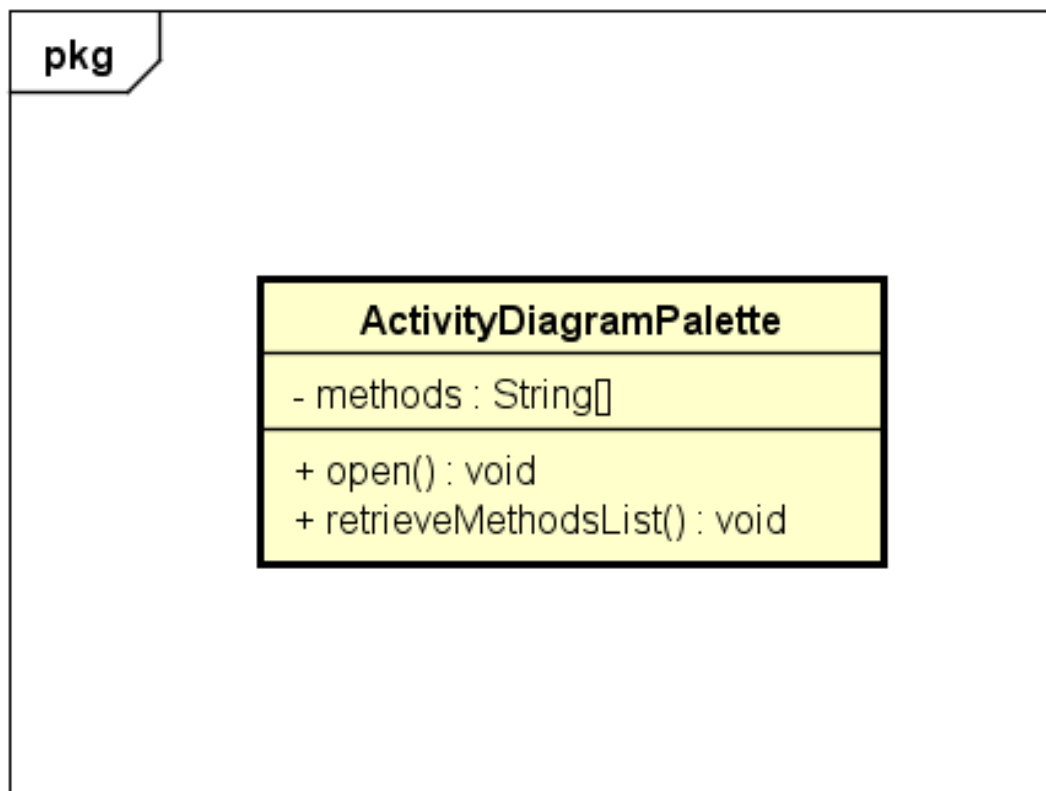 pkg
ActivityDiagramPalette
- methods : String[]
+ open() : void
+ retrieveMethodsList() : void